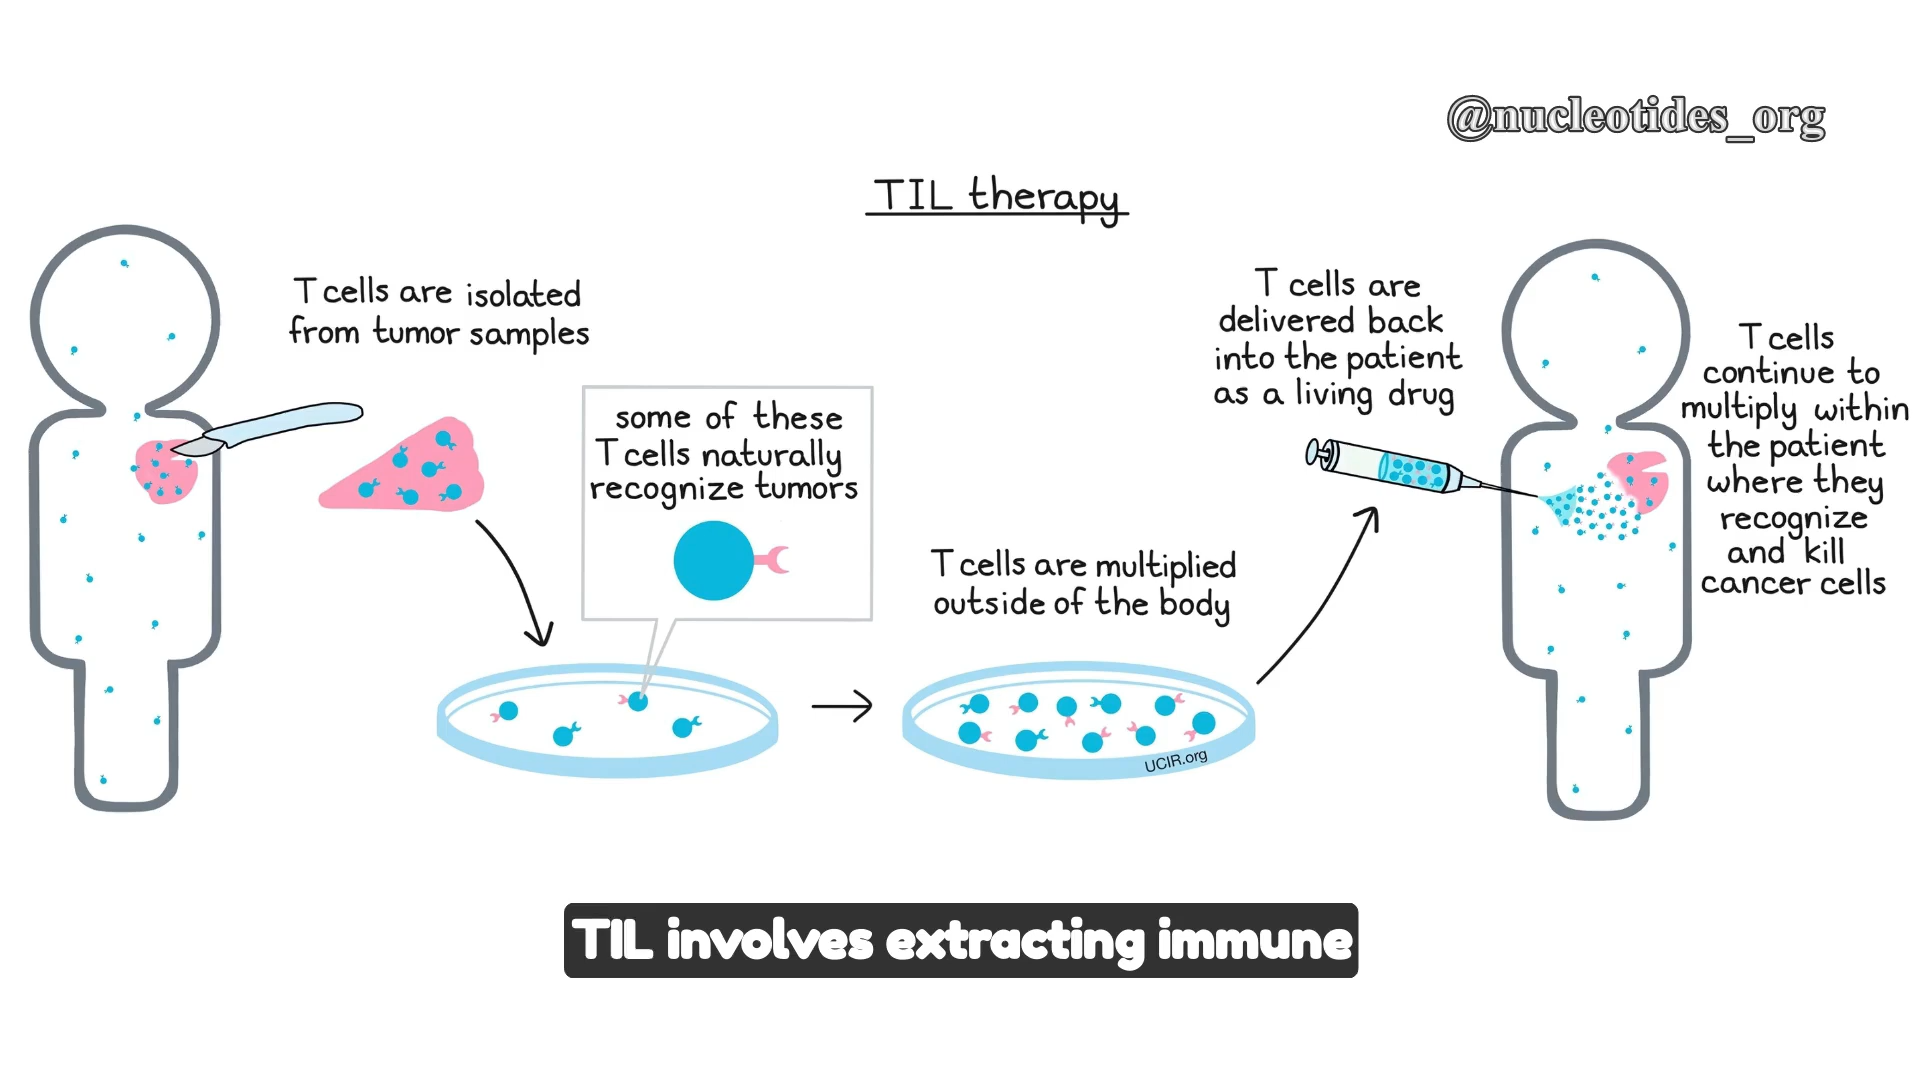 @nucleotides_org
TIL therapy
T cells are isolated
from tumor samples
some of these
T cells naturally
recognize tumors
T cells are multiplied
outside of the body
UCIR.org
T cells are
delivered back
into the patient
as a living drug
T cells
continue to
multiply within
the patient
where they
recognize
and kill
cancer cells
TIL involves extracting immune